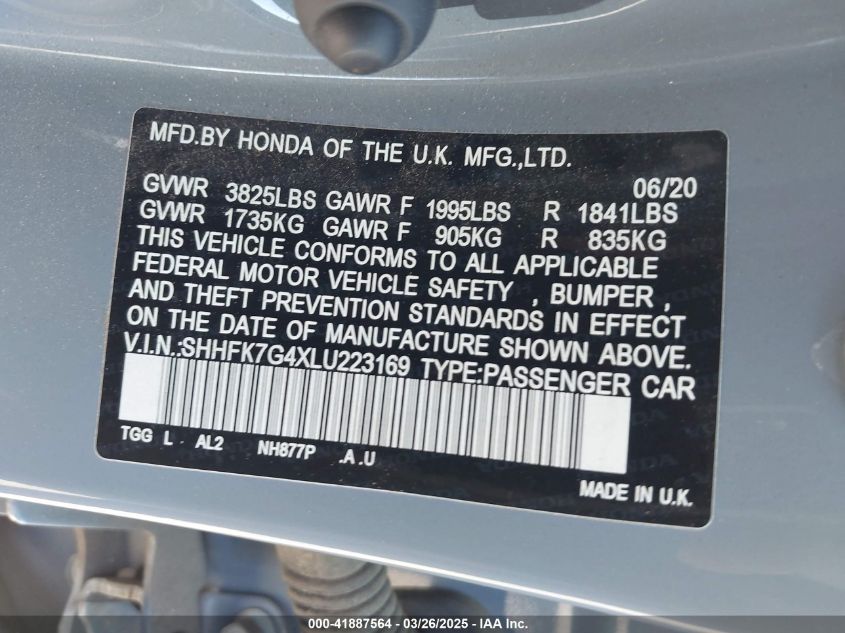 MFD.BY HONDA OF THE U.K. MFG.,LTD.
06/20
GVWR 3825LBS GAWR F 1995LBS R 1841LBS
GVWR 1735KG GAWR F 905KG R 835KG
THIS VEHICLE CONFORMS TO ALL APPLICABLE
FEDERAL MOTOR VEHICLE SAFETY , BUMPER ,
AND THEFT PREVENTION STANDARDS IN EFFECT
ON THE DATE OF MANUFACTURE SHOWN ABOVE.
V.I.N.:SHHFK7G4XLU223169 TYPE:PASSENGER CAR
TGG L AL2 NH877P .A .U
MADE IN U.K.
000-41887564 - 03/26/2025 - IAA Inc.